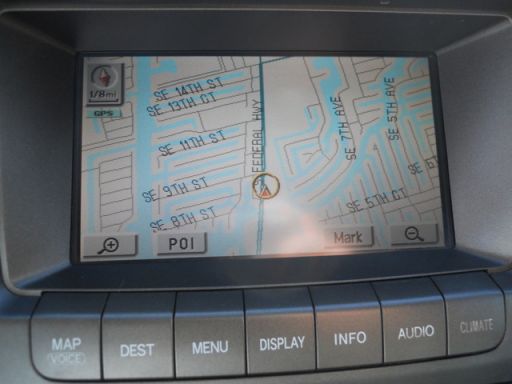 1/8mi
GPS
SE 14TH ST
SE 13TH CT
SE 11TH ST
SE 9TH ST
SE 8TH ST
FEDERAL HWY
SE 7TH AVE
SE 5TH AVE
SE 6T
SE 5TH CT
POI
Mark
MAP
(VOICE)
DEST
MENU
DISPLAY
INFO
AUDIO
CLIMATE